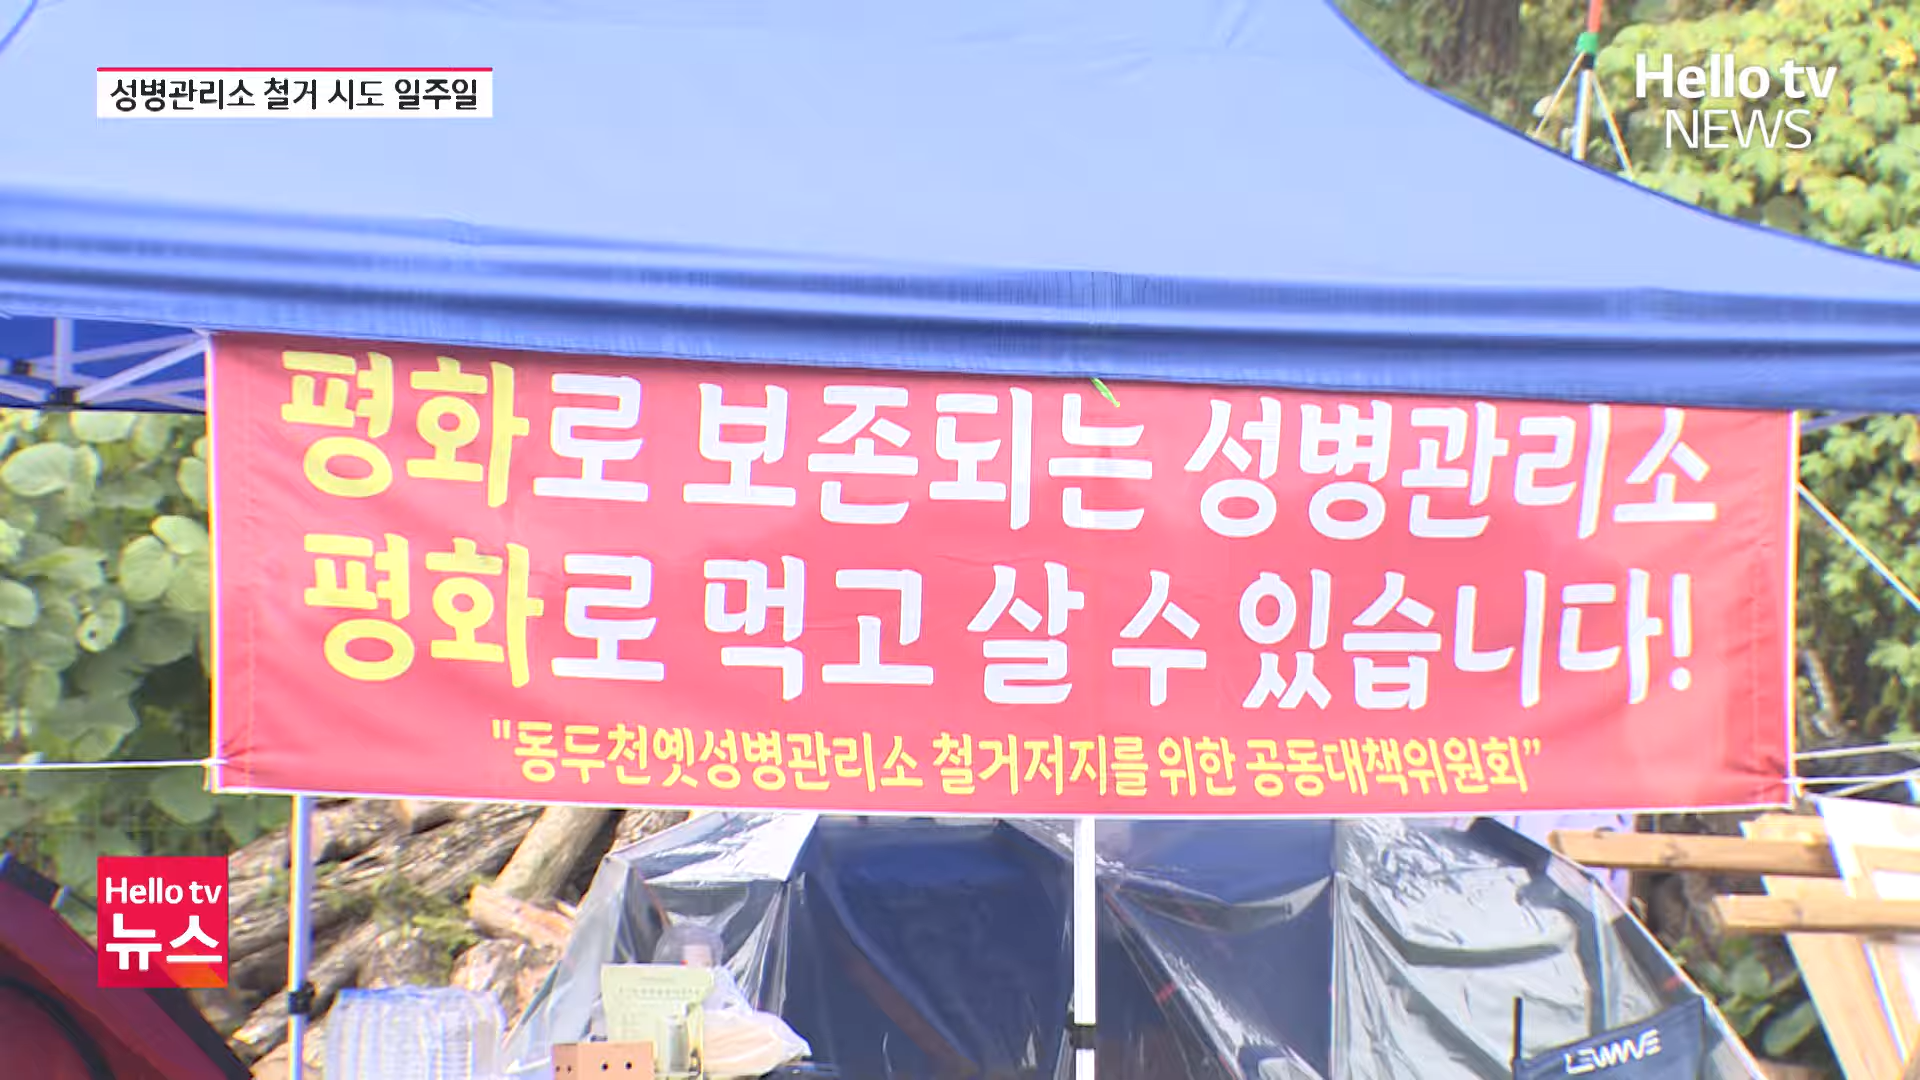 성병관리소 철거 시도 일주일
Hello tv
NEWS
평화로 보존되는 성병관리소
평화로 먹고 살 수 있습니다!
"동두천옛성병관리소 철거저지를 위한 공동대책위원회”
Hello tv
뉴스